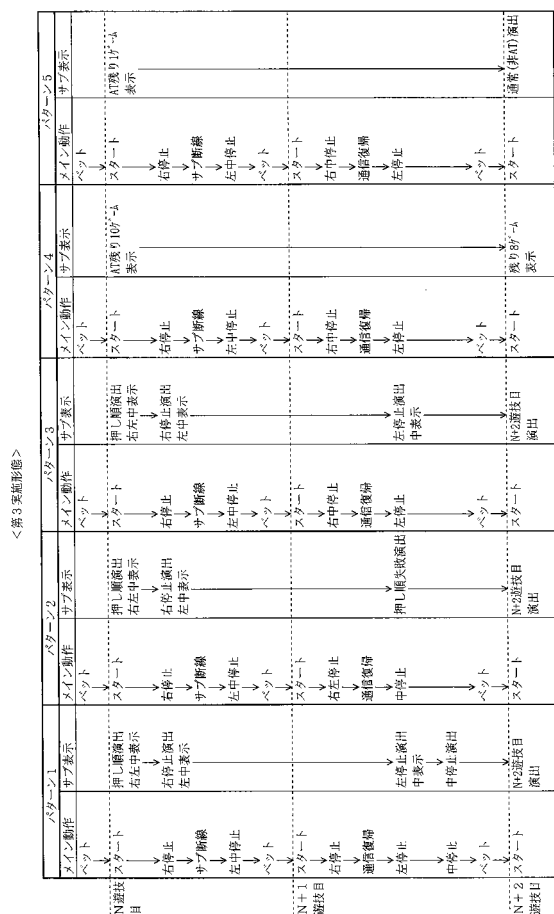 <第3実施形態>
パターン1
メイン動作
サブ表示
N遊技
目
ベット
スタート
押し順演出
右左中表示
右停止
右停止演出
左中表示
サブ断線
左中停止
ベット
N+1
遊技目
スタート
右停止
通信復帰
左停止
左停止演出
中表示
中停止
中停止演出
ベット
N+2
遊技目
スタート
N+2遊技目
演出
パターン2
メイン動作
サブ表示
ベット
スタート
押し順演出
右左中表示
右停止
右停止演出
左中表示
サブ断線
左中停止
ベット
スタート
右左停止
通信復帰
中停止
押し順失敗演出
ベット
スタート
N+2遊技目
演出
パターン3
メイン動作
サブ表示
ベット
スタート
押し順演出
右左中表示
右停止
右停止演出
左中表示
サブ断線
左中停止
ベット
スタート
右中停止
通信復帰
左停止
左停止演出
中表示
ベット
スタート
N+2遊技目
演出
パターン4
メイン動作
サブ表示
ベット
スタート
AT残り10ゲーム
表示
右停止
サブ断線
左中停止
ベット
スタート
右中停止
通信復帰
左停止
ベット
スタート
残り8ゲーム
表示
パターン5
メイン動作
サブ表示
ベット
スタート
AT残り1ゲーム
表示
右停止
サブ断線
左中停止
ベット
スタート
右中停止
通信復帰
左停止
ベット
スタート
通常(非AT)演出